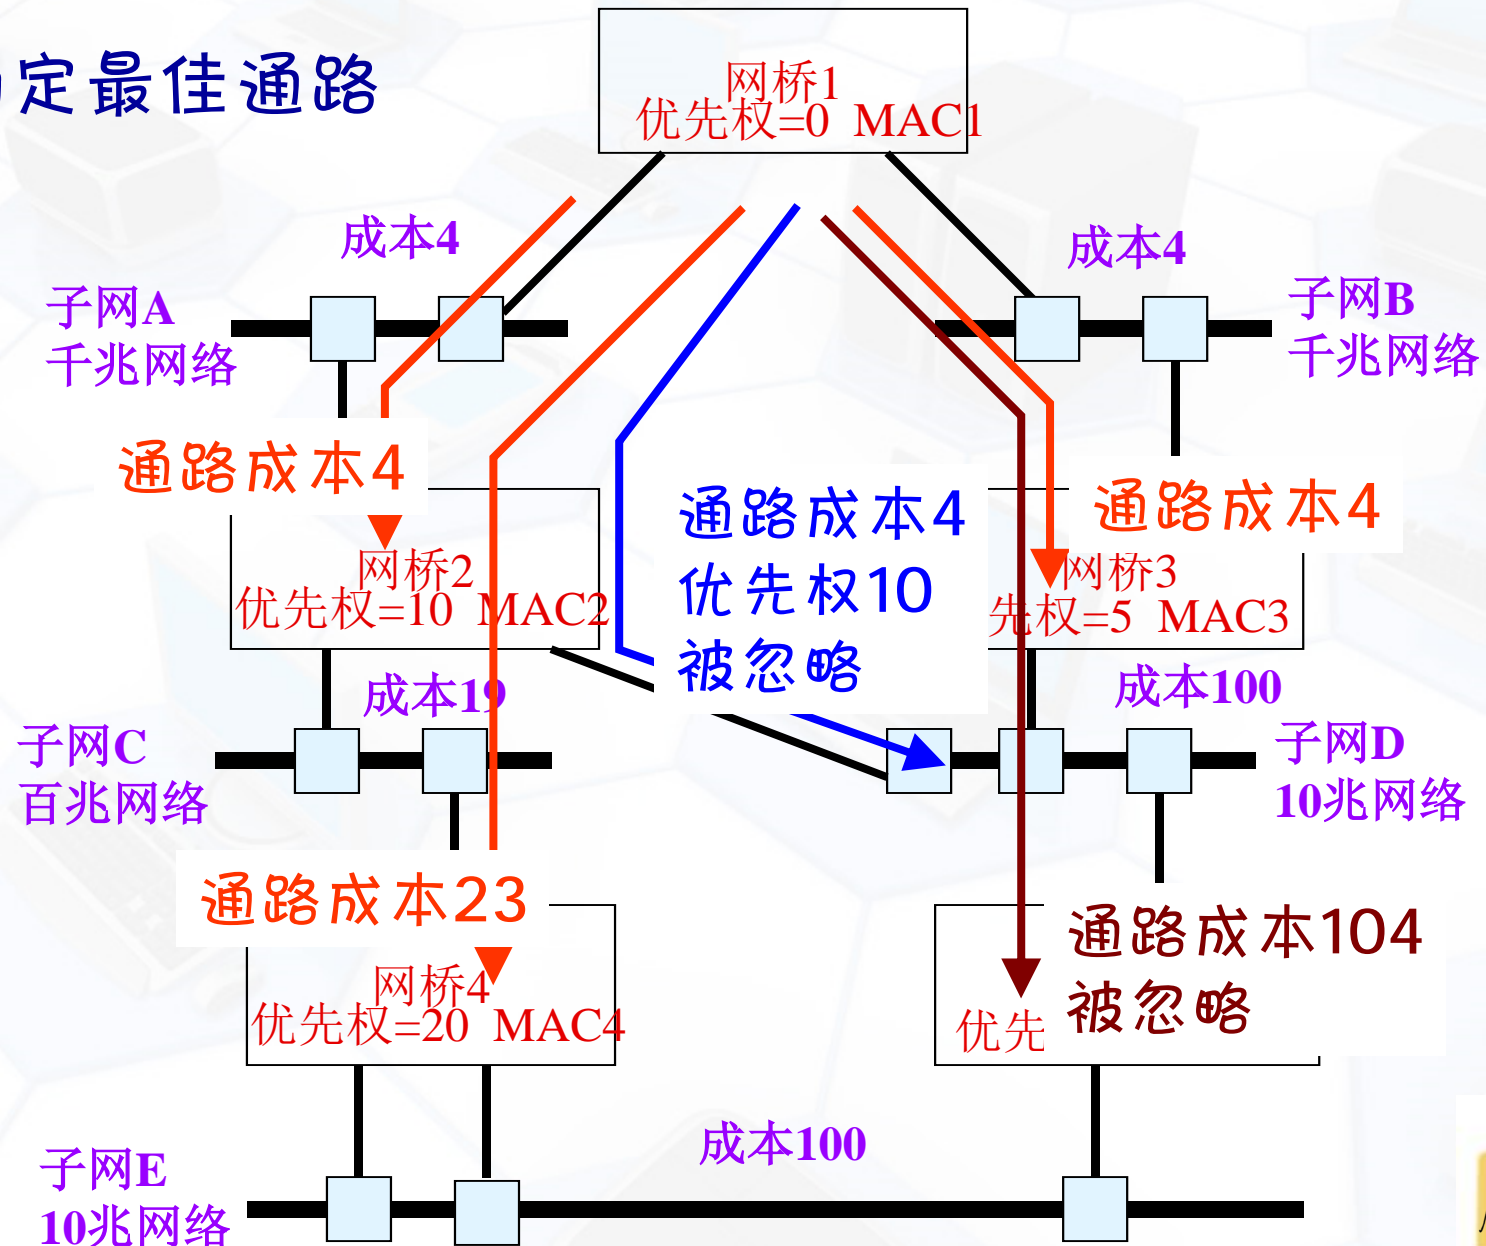 定最佳通路
网桥1
优先权=0 MAC1
成本4
成本4
子网A
千兆网络
子网B
千兆网络
通路成本4
通路成本4
优先权10
被忽略
通路成本4
网桥2
优先权=10 MAC2
网桥3
先权=5 MAC3
成本19
成本100
子网C
百兆网络
子网D
10兆网络
通路成本23
通路成本104
被忽略
网桥4
优先权=20 MAC4
优先
成本100
子网E
10兆网络